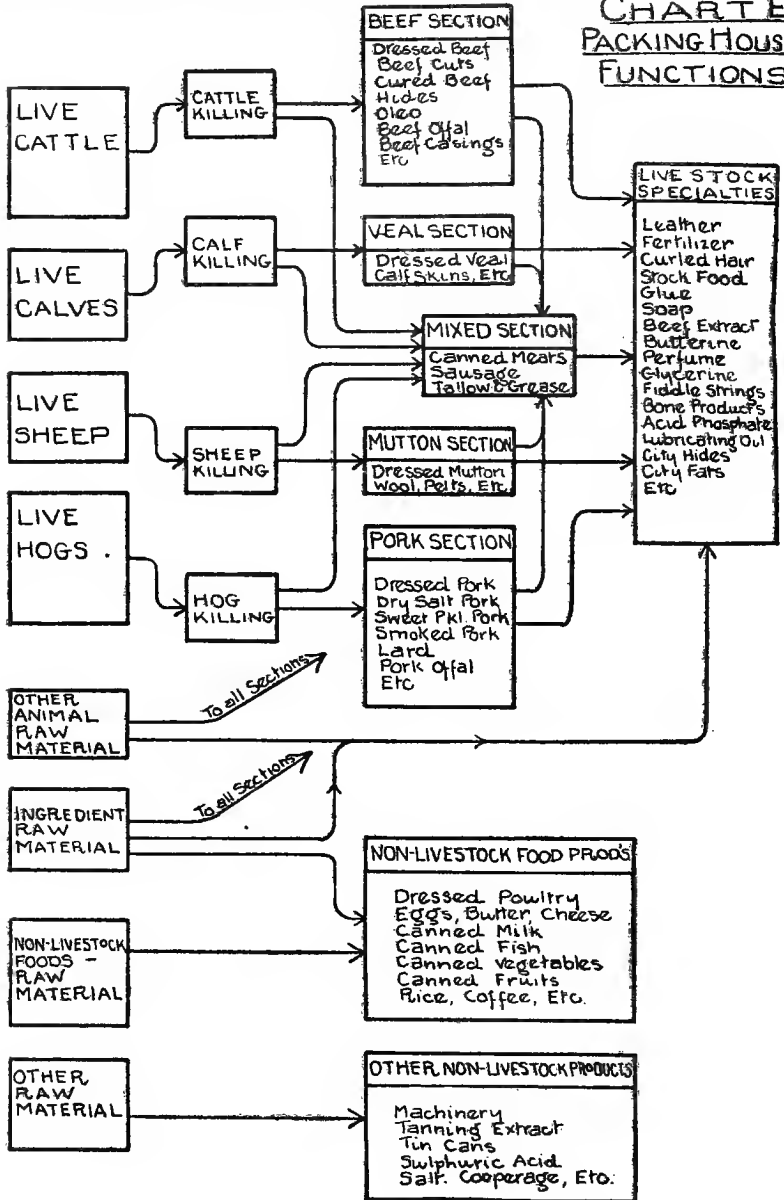 CHART E
PACKING HOUSE
FUNCTIONS
LIVE
CATTLE
CATTLE
KILLING
BEEF SECTION
Dressed Beef
Beef Cuts
Cured Beef
Hides
Oleo
Beef Offal
Beef Casings
Etc
LIVE
CALVES
CALF
KILLING
VEAL SECTION
Dressed Veal
Calf Skins, Etc
MIXED SECTION
Canned Meats
Sausage
Tallow & Grease
LIVE STOCK
SPECIALTIES
Leather
Fertilizer
Curled Hair
Stock Food
Glue
Soap
Beef Extract
Butterine
Perfume
Glycerine
Fiddle Strings
Bone Products
Acid Phosphate
Lubricating Oil
City Hides
City Fats
Etc
LIVE
SHEEP
SHEEP
KILLING
MUTTON SECTION
Dressed Mutton
Wool, Pelts, Etc
LIVE
HOGS.
HOG
KILLING
PORK SECTION
Dressed Pork
Dry Salt Pork
Sweet Pkl. Pork
Smoked Pork
Lard
Pork Offal
Etc
OTHER
ANIMAL
RAW
MATERIAL
To all Sections
INGREDIENT
RAW
MATERIAL
To all Sections
NON-LIVESTOCK FOOD PROD'S
Dressed Poultry
Eggs, Butter, Cheese
Canned Milk
Canned Fish
Canned Vegetables
Canned Fruits
Rice, Coffee, Etc.
NON-LIVESTOCK
FOODS -
RAW
MATERIAL
OTHER
RAW
MATERIAL
OTHER NON-LIVESTOCK PRODUCTS
Machinery
Tanning Extract
Tin Cans
Sulphuric Acid
Salt. Cooperage, Etc.